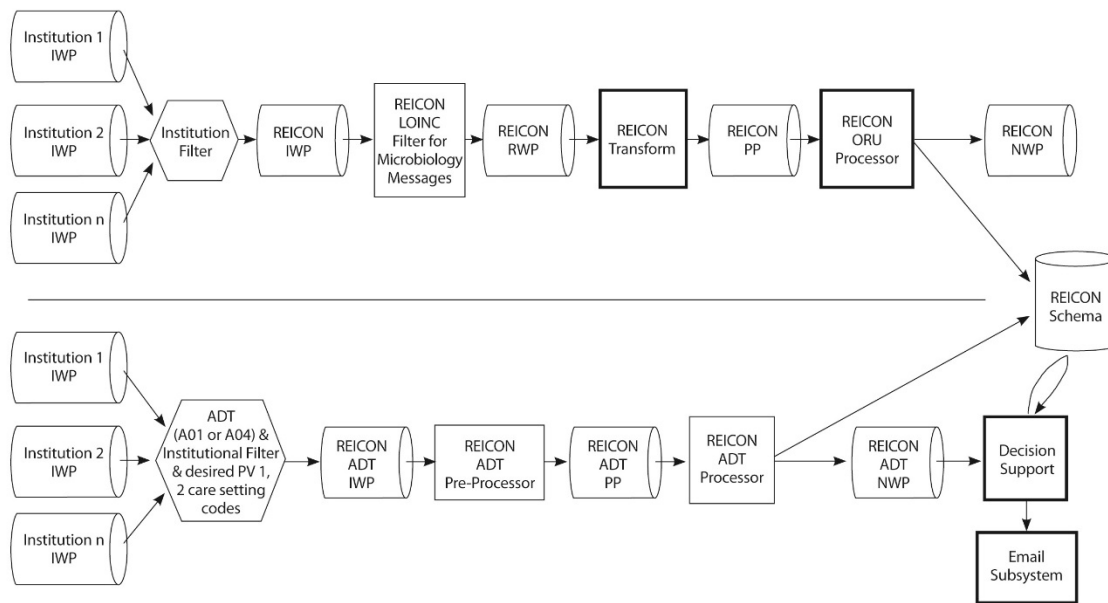 Institution 1
IWP
Institution 2
IWP
Institution n
IWP
Institution
Filter
REICON
IWP
REICON
LOINC
Filter for
Microbiology
Messages
REICON
RWP
REICON
Transform
REICON
PP
REICON
ORU
Processor
REICON
NWP
REICON
Schema
Institution 1
IWP
Institution 2
IWP
Institution n
IWP
ADT
(A01 or A04) &
Institutional Filter
& desired PV 1,
2 care setting
codes
REICON
ADT
IWP
REICON
ADT
Pre-Processor
REICON
ADT
PP
REICON
ADT
Processor
REICON
ADT
NWP
Decision
Support
Email
Subsystem